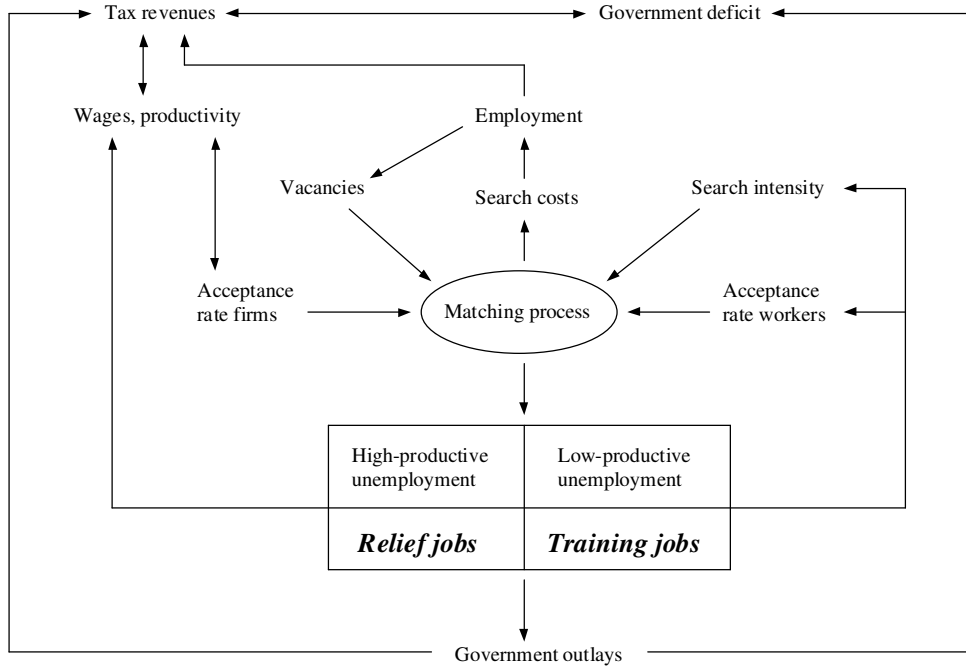 Tax revenues
Government deficit
Wages, productivity
Employment
Vacancies
Search costs
Search intensity
Acceptance
rate firms
Matching process
Acceptance
rate workers
High-productive
unemployment
Low-productive
unemployment
Relief jobs
Training jobs
Government outlays